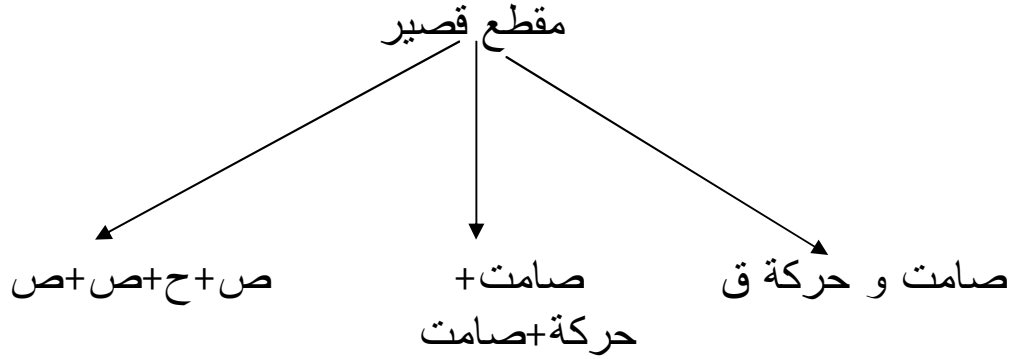 مقطع قصير
صامت و حركة ق
صامت+
حركة+صامت
ص+ح+ص+ص